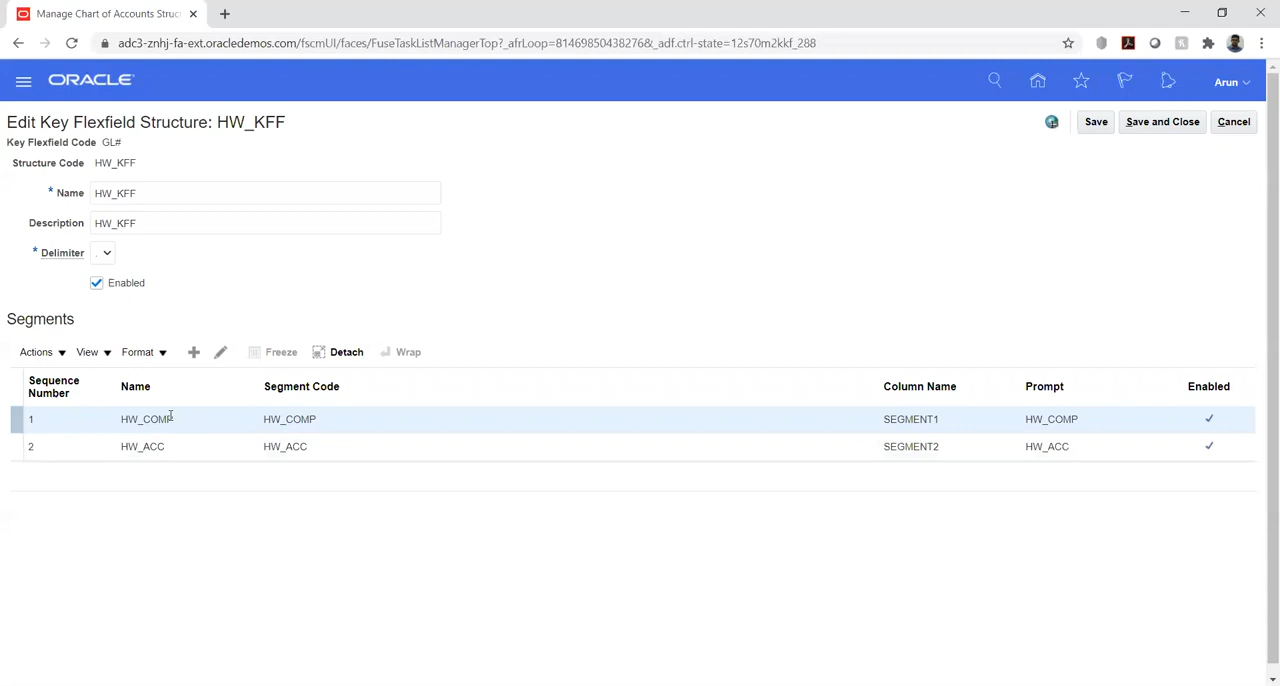 Manage Chart of Accounts Struc
adc3-znhj-fa-ext.oracledemos.com/fscmUI/faces/FuseTaskListManagerTop?_afrLoop=8146985043827​6&_adf.ctrl-state=12s70m2kkf_288
ORACLE
Arun
Edit Key Flexfield Structure: HW_KFF
Save
Save and Close
Cancel
Key Flexfield Code GL#
Structure Code HW_KFF
* Name HW_KFF
Description HW_KFF
* Delimiter .
Enabled
Segments
Actions View Format Freeze Detach Wrap
Sequence Number Name Segment Code Column Name Prompt Enabled
1 HW_COMP HW_COMP SEGMENT1 HW_COMP
2 HW_ACC HW_ACC SEGMENT2 HW_ACC